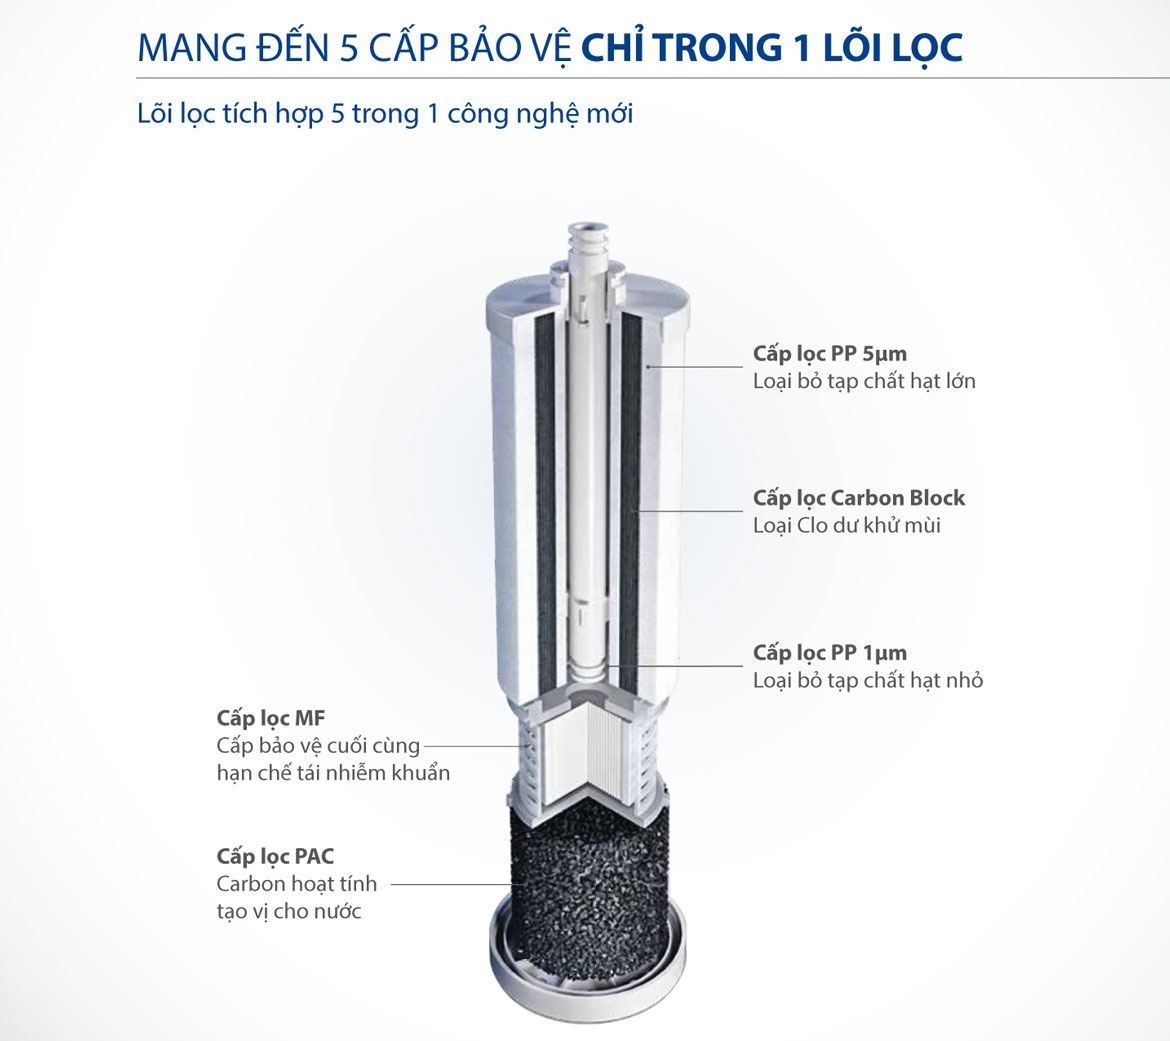 MANG ĐẾN 5 CẤP BẢO VỆ CHỈ TRONG 1 LÕI LỌC
Lõi lọc tích hợp 5 trong 1 công nghệ mới
Cấp lọc PP 5µm
Loại bỏ tạp chất hạt lớn
Cấp lọc Carbon Block
Loại Clo dư khử mùi
Cấp lọc PP 1µm
Loại bỏ tạp chất hạt nhỏ
Cấp lọc MF
Cấp bảo vệ cuối cùng
hạn chế tái nhiễm khuẩn
Cấp lọc PAC
Carbon hoạt tính
tạo vị cho nước